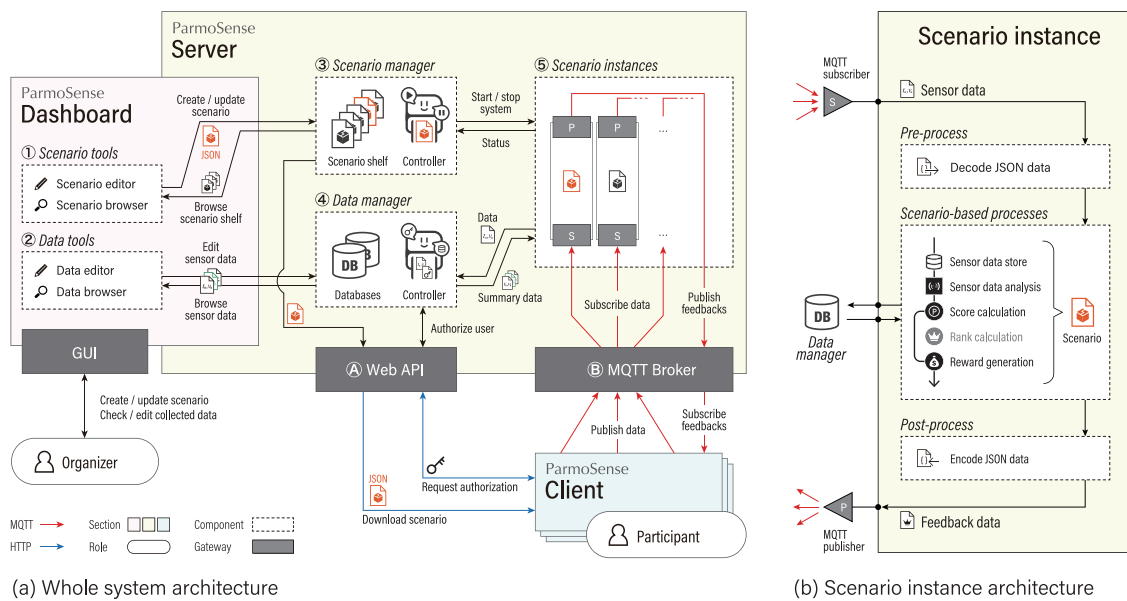 ParmoSense
Server
ParmoSense
Dashboard
Create / update
scenario
JSON
① Scenario tools
Scenario editor
Scenario browser
Browse
scenario shelf
② Data tools
Data editor
Data browser
Edit
sensor data
Browse
sensor data
③ Scenario manager
Scenario shelf
Controller
Start / stop
system
Status
④ Data manager
DB
DB
Databases
Controller
Data
Summary data
Authorize user
⑤ Scenario instances
P
P
...
S
S
...
Subscribe data
Publish
feedbacks
GUI
Ⓐ Web API
Ⓑ MQTT Broker
Create / update scenario
Check / edit collected data
Organizer
Publish data
Subscribe
feedbacks
Request authorization
JSON
Download scenario
ParmoSense
Client
Participant
MQTT
HTTP
Section
Role
Component
Gateway
(a) Whole system architecture
Scenario instance
MQTT
subscriber
S
Sensor data
Pre-process
Decode JSON data
Scenario-based processes
Sensor data store
Sensor data analysis
P
Score calculation
Rank calculation
$
Reward generation
Scenario
DB
Data
manager
Post-process
Encode JSON data
P
MQTT
publisher
Feedback data
(b) Scenario instance architecture